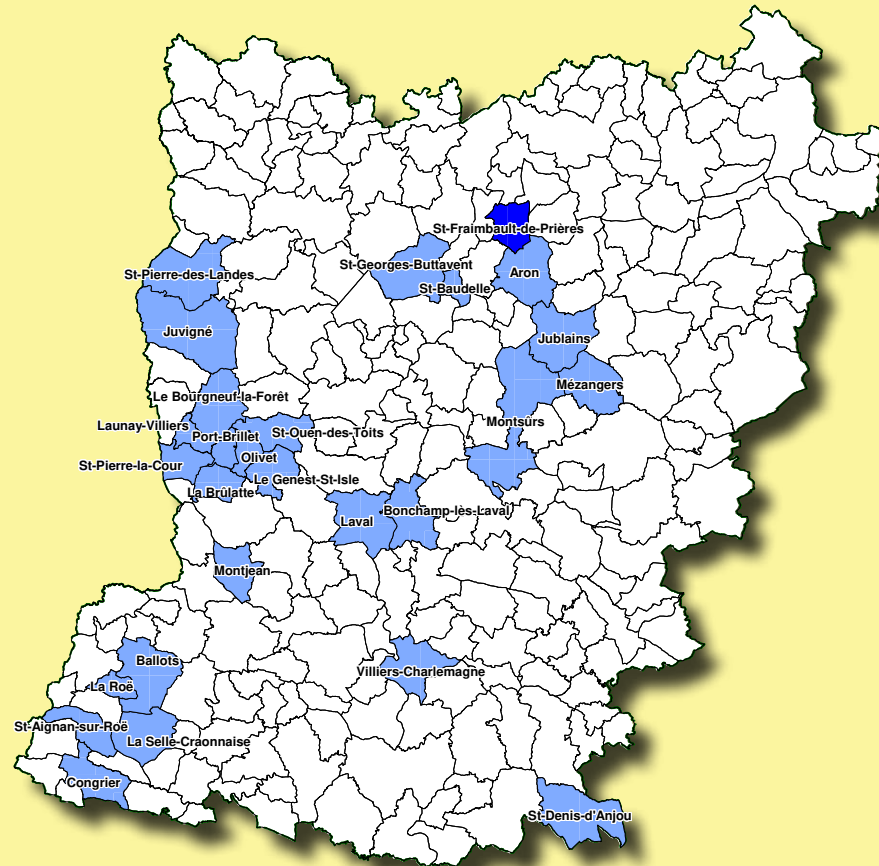 St-Fraimbault-de-Prières
St-Georges-Buttavent
Aron
St-Pierre-des-Landes
St-Baudelle
Juvigné
Jublains
Mézangers
Le Bourgneuf-la-Forêt
Montsûrs
Launay-Villiers
Port-Brillet
St-Ouen-des-Toits
Olivet
St-Pierre-la-Cour
Le Genest-St-Isle
La Brûlatte
Bonchamp-lès-Laval
Laval
Montjean
Ballots
Villiers-Charlemagne
La Roë
St-Aignan-sur-Roë
La Selle-Craonnaise
Congrier
St-Denis-d'Anjou